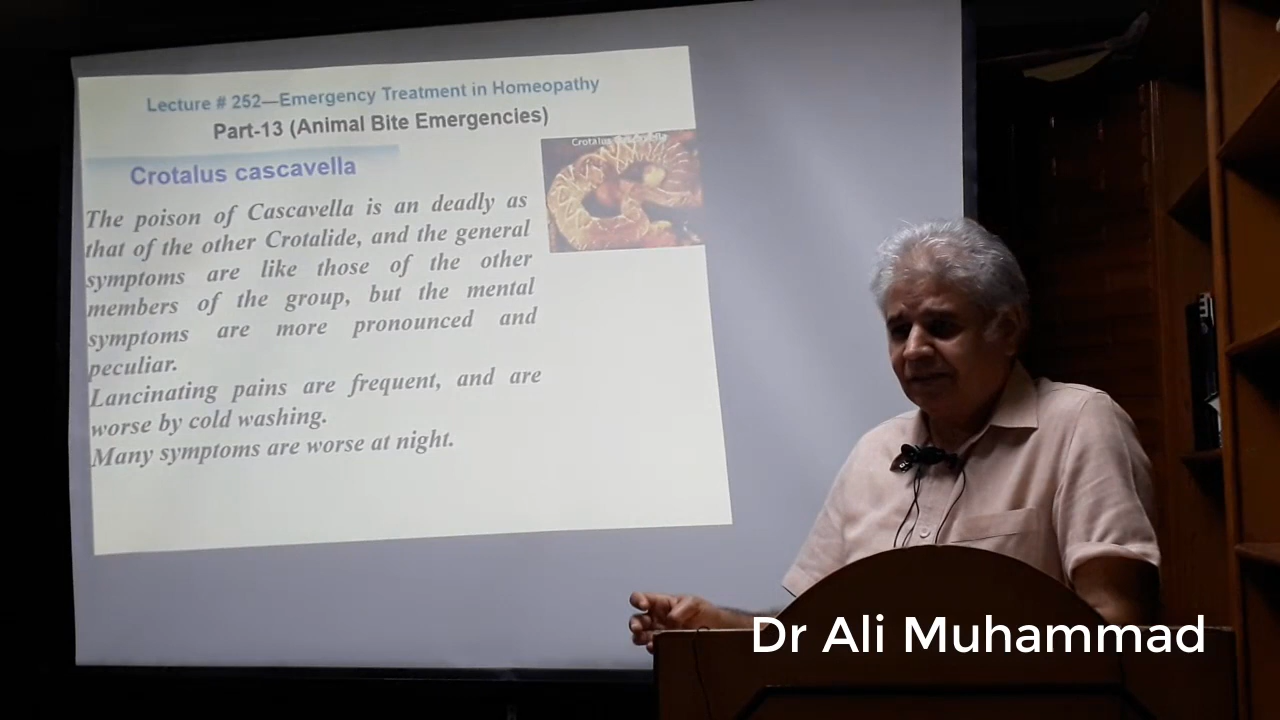 Lecture # 252—Emergency Treatment in Homeopathy
Part-13 (Animal Bite Emergencies)
Crotalus cascavella
Crotalus
The poison of Cascavella is an deadly as
that of the other Crotalide, and the general
symptoms are like those of the other
members of the group, but the mental
symptoms are more pronounced and
peculiar.
Lancinating pains are frequent, and are
worse by cold washing.
Many symptoms are worse at night.
Dr Ali Muhammad